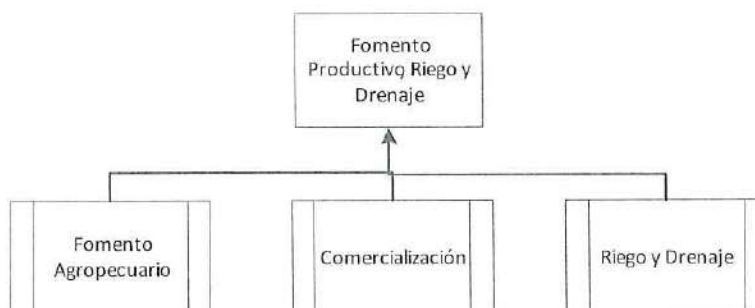 Fomento
Productivo Riego y
Drenaje
Fomento
Agropecuario
Comercialización
Riego y Drenaje